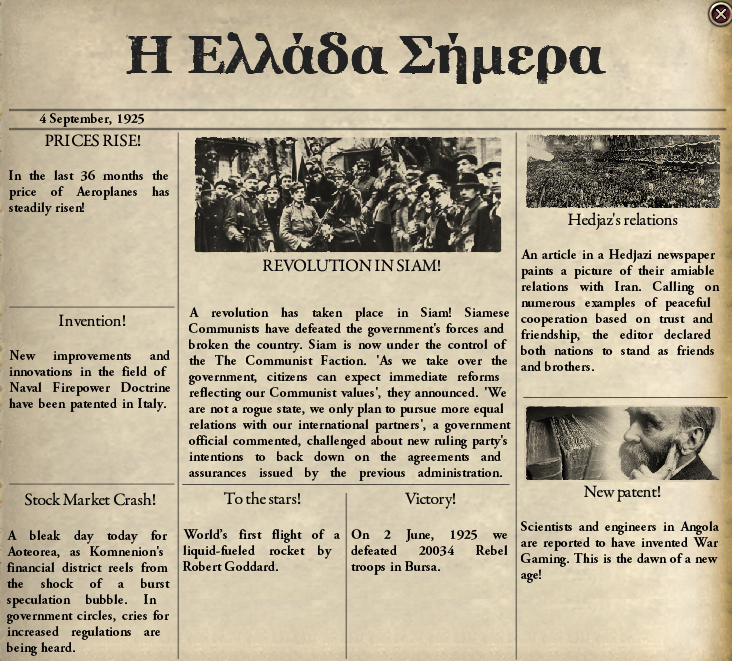 Η Ελλάδα Σήμερα
4 September, 1925
PRICES RISE!
In the last 36 months the
price of Aeroplanes has
steadily risen!
Invention!
New improvements and
innovations in the field of
Naval Firepower Doctrine
have been patented in Italy.
Stock Market Crash!
A bleak day today for
Aoteorea, as Komnenion's
financial district reels from
the shock of a burst
speculation bubble. In
government circles, cries for
increased regulations are
being heard.
REVOLUTION IN SIAM!
A revolution has taken place in Siam! Siamese
Communists have defeated the government's forces and
broken the country. Siam is now under the control of
the The Communist Faction. 'As we take over the
government, citizens can expect immediate reforms
reflecting our Communist values', they announced. 'We
are not a rogue state, we only plan to pursue more equal
relations with our international partners', a government
official commented, challenged about new ruling party's
intentions to back down on the agreements and
assurances issued by the previous administration.
To the stars!
World's first flight of a
liquid-fueled rocket by
Robert Goddard.
Victory!
On 2 June, 1925 we
defeated 20034 Rebel
troops in Bursa.
Hedjaz's relations
An article in a Hedjazi newspaper
paints a picture of their amiable
relations with Iran. Calling on
numerous examples of peaceful
cooperation based on trust and
friendship, the editor declared
both nations to stand as friends
and brothers.
New patent!
Scientists and engineers in Angola
are reported to have invented War
Gaming. This is the dawn of a new
age!